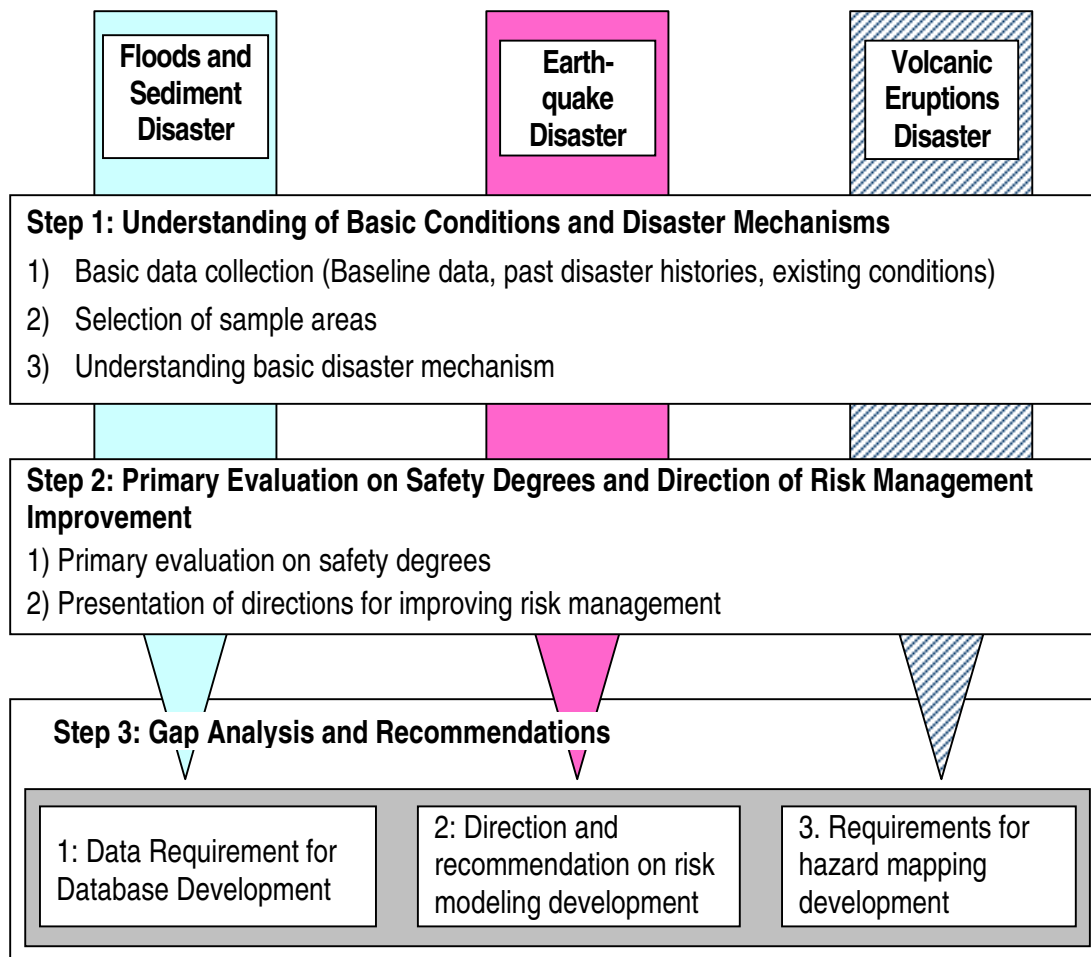 Floods and
Sediment
Disaster
Earth-
quake
Disaster
Volcanic
Eruptions
Disaster
Step 1: Understanding of Basic Conditions and Disaster Mechanisms
1) Basic data collection (Baseline data, past disaster histories, existing conditions)
2) Selection of sample areas
3) Understanding basic disaster mechanism
Step 2: Primary Evaluation on Safety Degrees and Direction of Risk Management
Improvement
1) Primary evaluation on safety degrees
2) Presentation of directions for improving risk management
Step 3: Gap Analysis and Recommendations
1: Data Requirement for
Database Development
2: Direction and
recommendation on risk
modeling development
3. Requirements for
hazard mapping
development